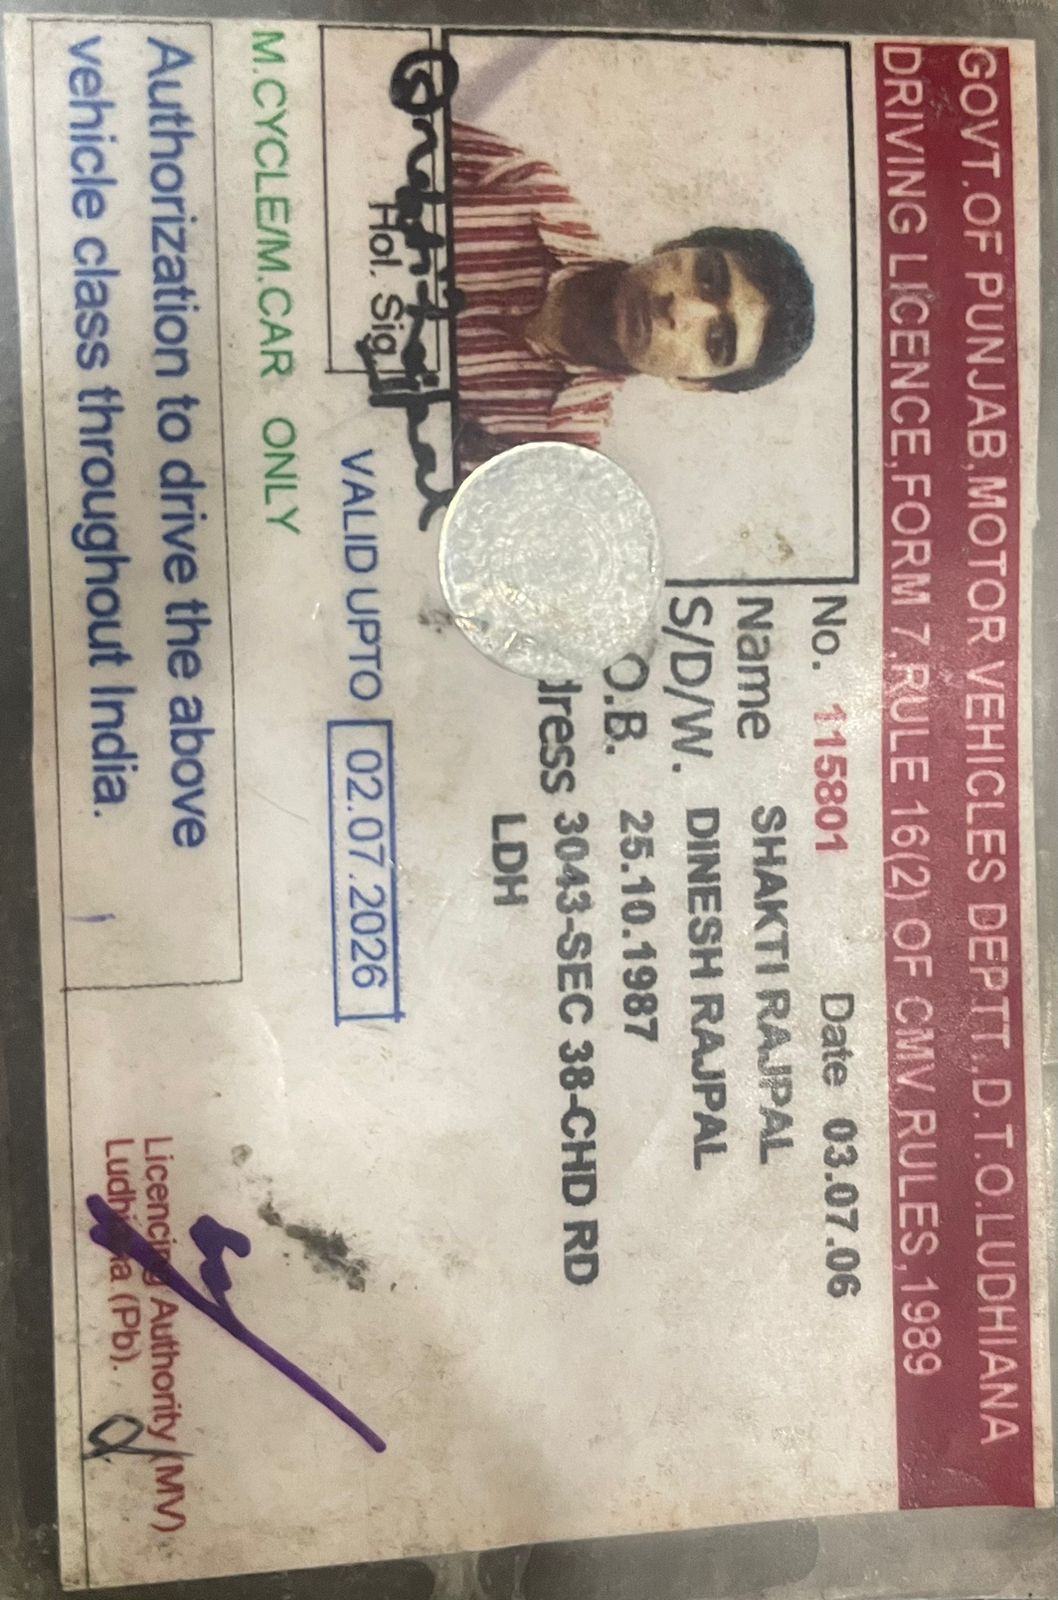 GOVT.OF PUNJAB,MOTOR VEHICLES DEPTT.,D.T.O.LUDHIANA
DRIVING LICENCE,FORM 7,RULE 16(2) OF CMV RULES,1989
No. 115801 Date 03.07.06
Name SHAKTI RAJPAL
S/D/W. DINESH RAJPAL
O.B. 25.10.1987
dress 3043-SEC 38-CHD RD
LDH
Hol. Sig.
VALID UPTO 02.07.2026
M.CYCLE/M.CAR ONLY
Authorization to drive the above
vehicle class throughout India.
Licencing Authority (MV)
Ludhiana (Pb).